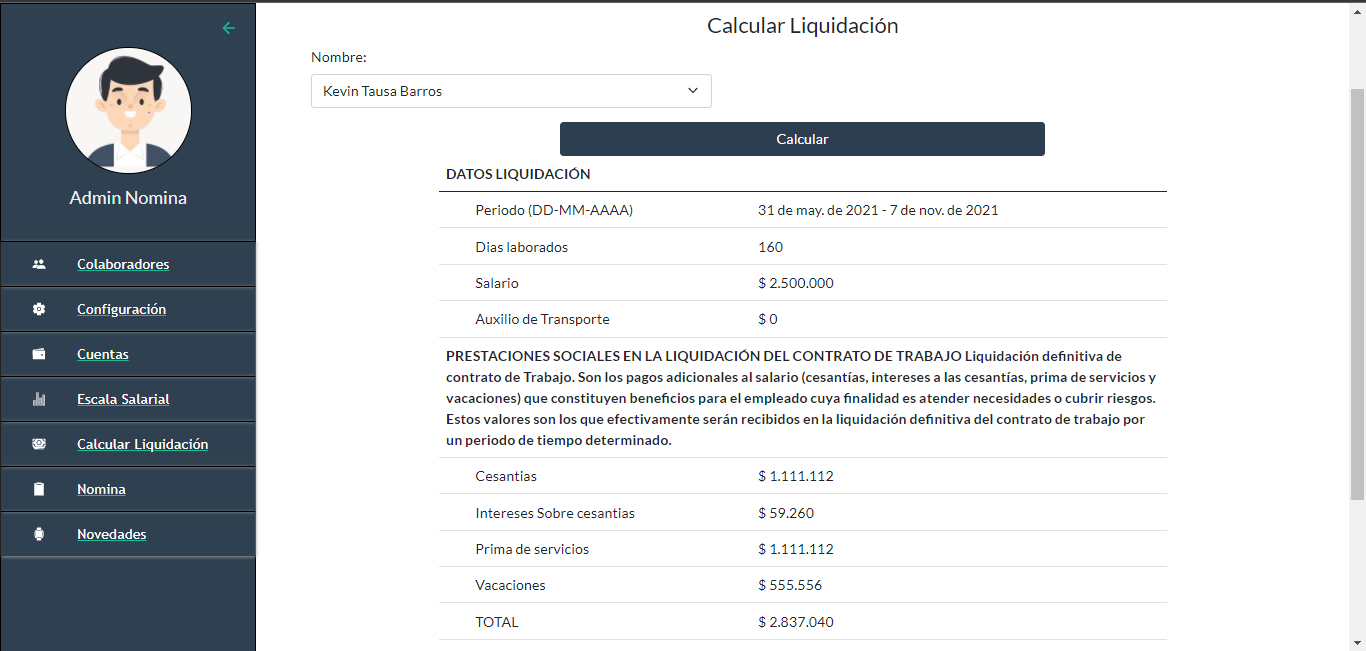 Admin Nomina
Colaboradores
Configuración
Cuentas
Escala Salarial
Calcular Liquidación
Nomina
Novedades
Calcular Liquidación
Nombre:
Kevin Tausa Barros
Calcular
DATOS LIQUIDACIÓN
Periodo (DD-MM-AAAA) 31 de may. de 2021 - 7 de nov. de 2021
Dias laborados 160
Salario $ 2.500.000
Auxilio de Transporte $ 0
PRESTACIONES SOCIALES EN LA LIQUIDACIÓN DEL CONTRATO DE TRABAJO Liquidación definitiva de
contrato de Trabajo. Son los pagos adicionales al salario (cesantías, intereses a las cesantías, prima de servicios y
vacaciones) que constituyen beneficios para el empleado cuya finalidad es atender necesidades o cubrir riesgos.
Estos valores son los que efectivamente serán recibidos en la liquidación definitiva del contrato de trabajo por
un periodo de tiempo determinado.
Cesantias $ 1.111.112
Intereses Sobre cesantias $ 59.260
Prima de servicios $ 1.111.112
Vacaciones $ 555.556
TOTAL $ 2.837.040